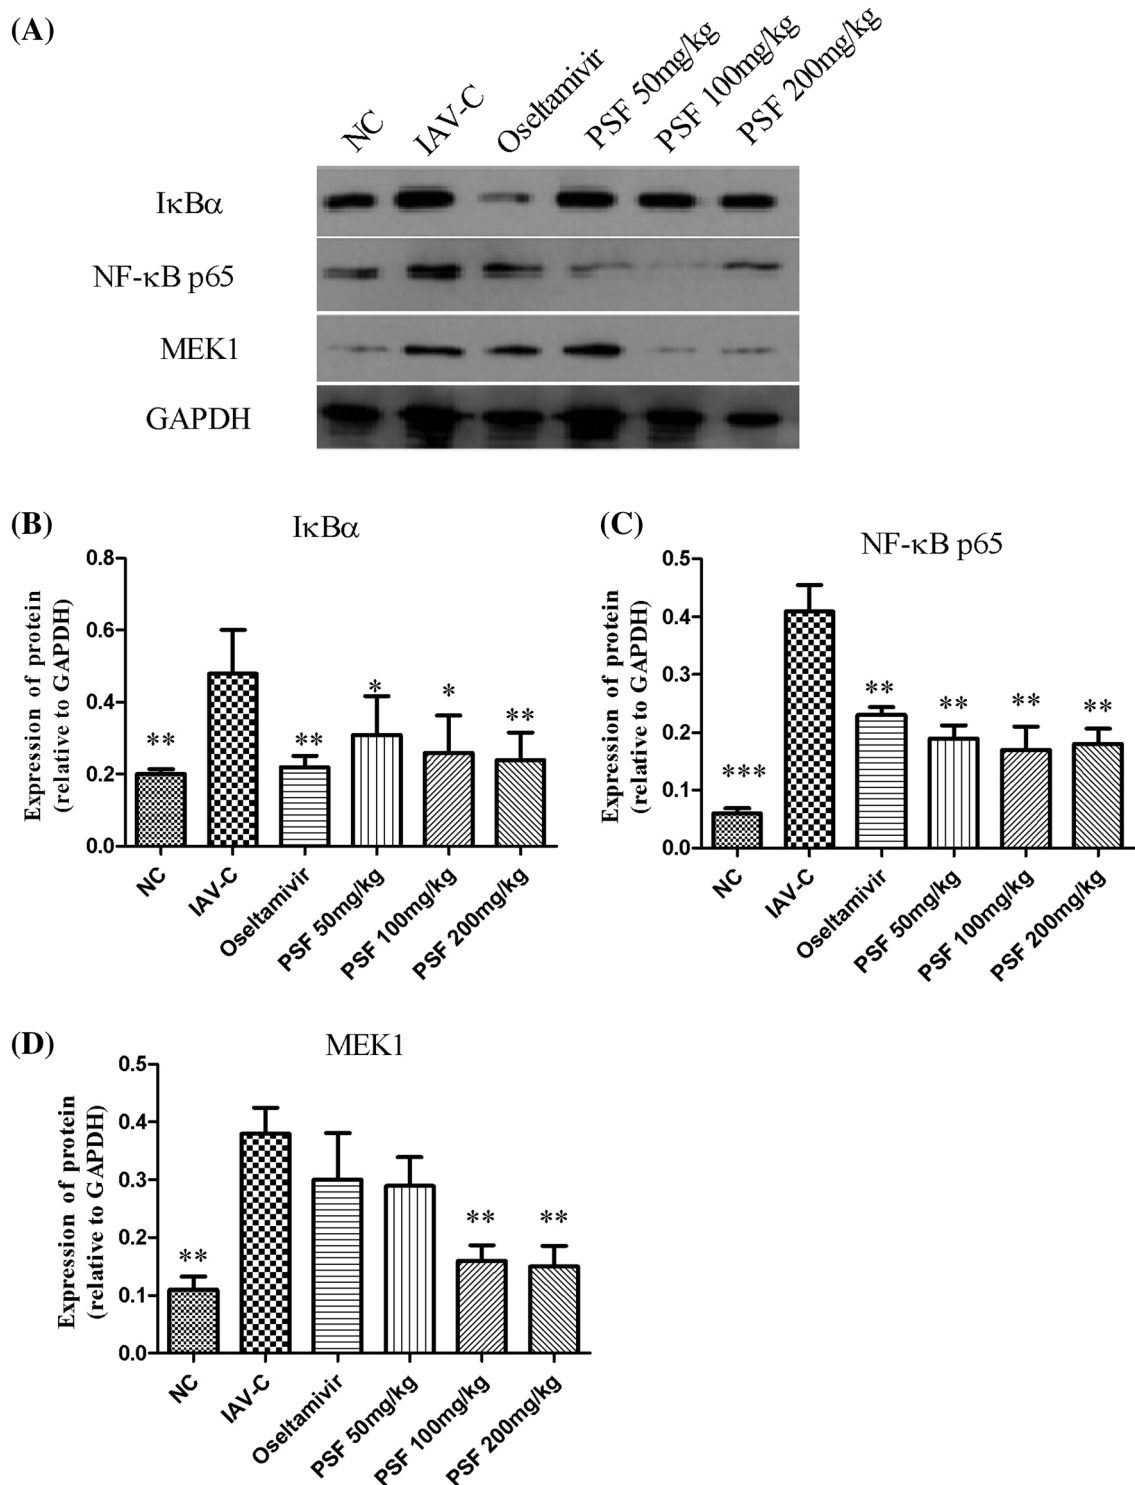 (A)
NC
IAV-C
Oseltamivir
PSF 50mg/kg
PSF 100mg/kg
PSF 200mg/kg
IκBα
NF-κB p65
MEK1
GAPDH
(B)
IκBα
Expression of protein
(relative to GAPDH)
0.8
0.6
0.4
0.2
0.0
**
**
*
*
**
NC
IAV-C
Oseltamivir
PSF 50mg/kg
PSF 100mg/kg
PSF 200mg/kg
(C)
NF-κB p65
Expression of protein
(relative to GAPDH)
0.5
0.4
0.3
0.2
0.1
0.0
***
**
**
**
**
NC
IAV-C
Oseltamivir
PSF 50mg/kg
PSF 100mg/kg
PSF 200mg/kg
(D)
MEK1
Expression of protein
(relative to GAPDH)
0.5
0.4
0.3
0.2
0.1
0.0
**
**
**
NC
IAV-C
Oseltamivir
PSF 50mg/kg
PSF 100mg/kg
PSF 200mg/kg